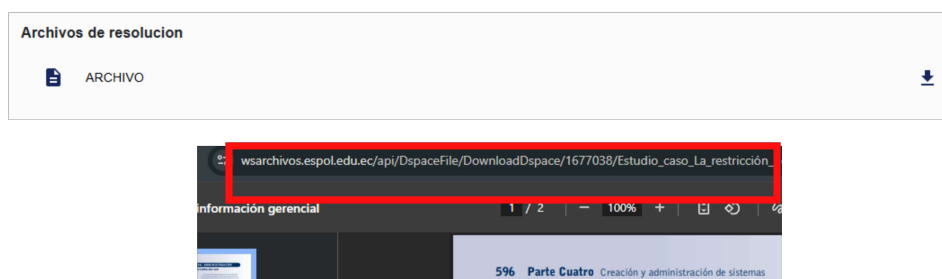 Archivos de resolucion
ARCHIVO
wsarchivos.espol.edu.ec/api/DspaceFile/DownloadDspace/1677038/Estudio_caso_La_restricción_
información gerencial
1 / 2 | − 100% +
596 Parte Cuatro Creación y administración de sistemas